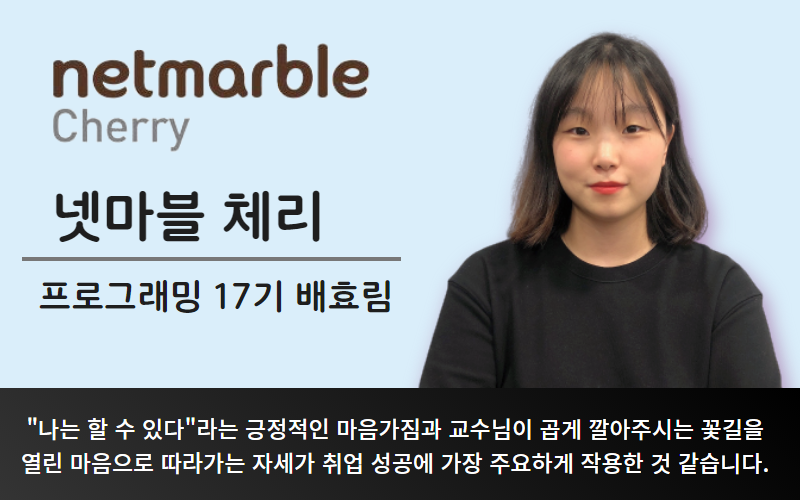 netmarble
Cherry
넷마블 체리
프로그래밍 17기 배효림
"나는 할 수 있다"라는 긍정적인 마음가짐과 교수님이 곱게 깔아주시는 꽃길을
열린 마음으로 따라가는 자세가 취업 성공에 가장 주요하게 작용한 것 같습니다.